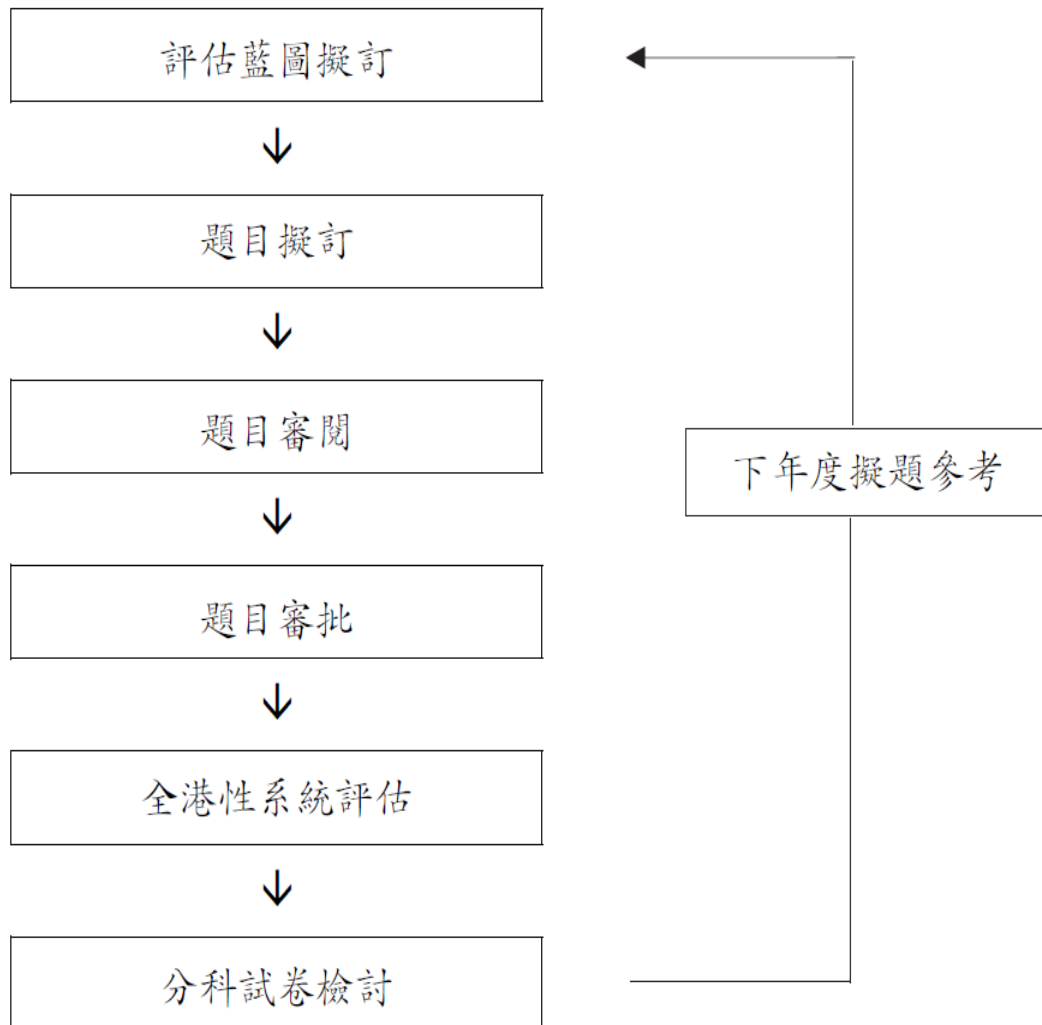 評估藍圖擬訂
題目擬訂
題目審閱
題目審批
全港性系統評估
分科試卷檢討
下年度擬題參考